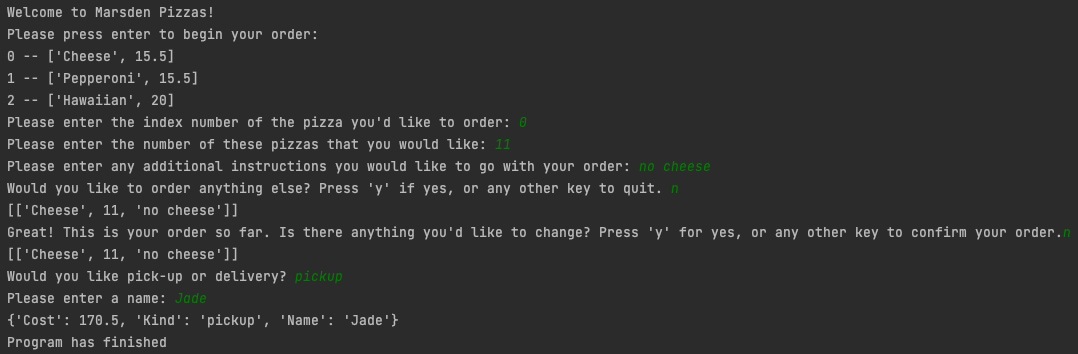 Welcome to Marsden Pizzas!
Please press enter to begin your order:
0 -- ['Cheese', 15.5]
1 -- ['Pepperoni', 15.5]
2 -- ['Hawaiian', 20]
Please enter the index number of the pizza you'd like to order: 0
Please enter the number of these pizzas that you would like: 11
Please enter any additional instructions you would like to go with your order: no cheese
Would you like to order anything else? Press 'y' if yes, or any other key to quit. n
[['Cheese', 11, 'no cheese']]
Great! This is your order so far. Is there anything you'd like to change? Press 'y' for yes, or any other key to confirm your order.n
[['Cheese', 11, 'no cheese']]
Would you like pick-up or delivery? pickup
Please enter a name: Jade
{'Cost': 170.5, 'Kind': 'pickup', 'Name': 'Jade'}
Program has finished